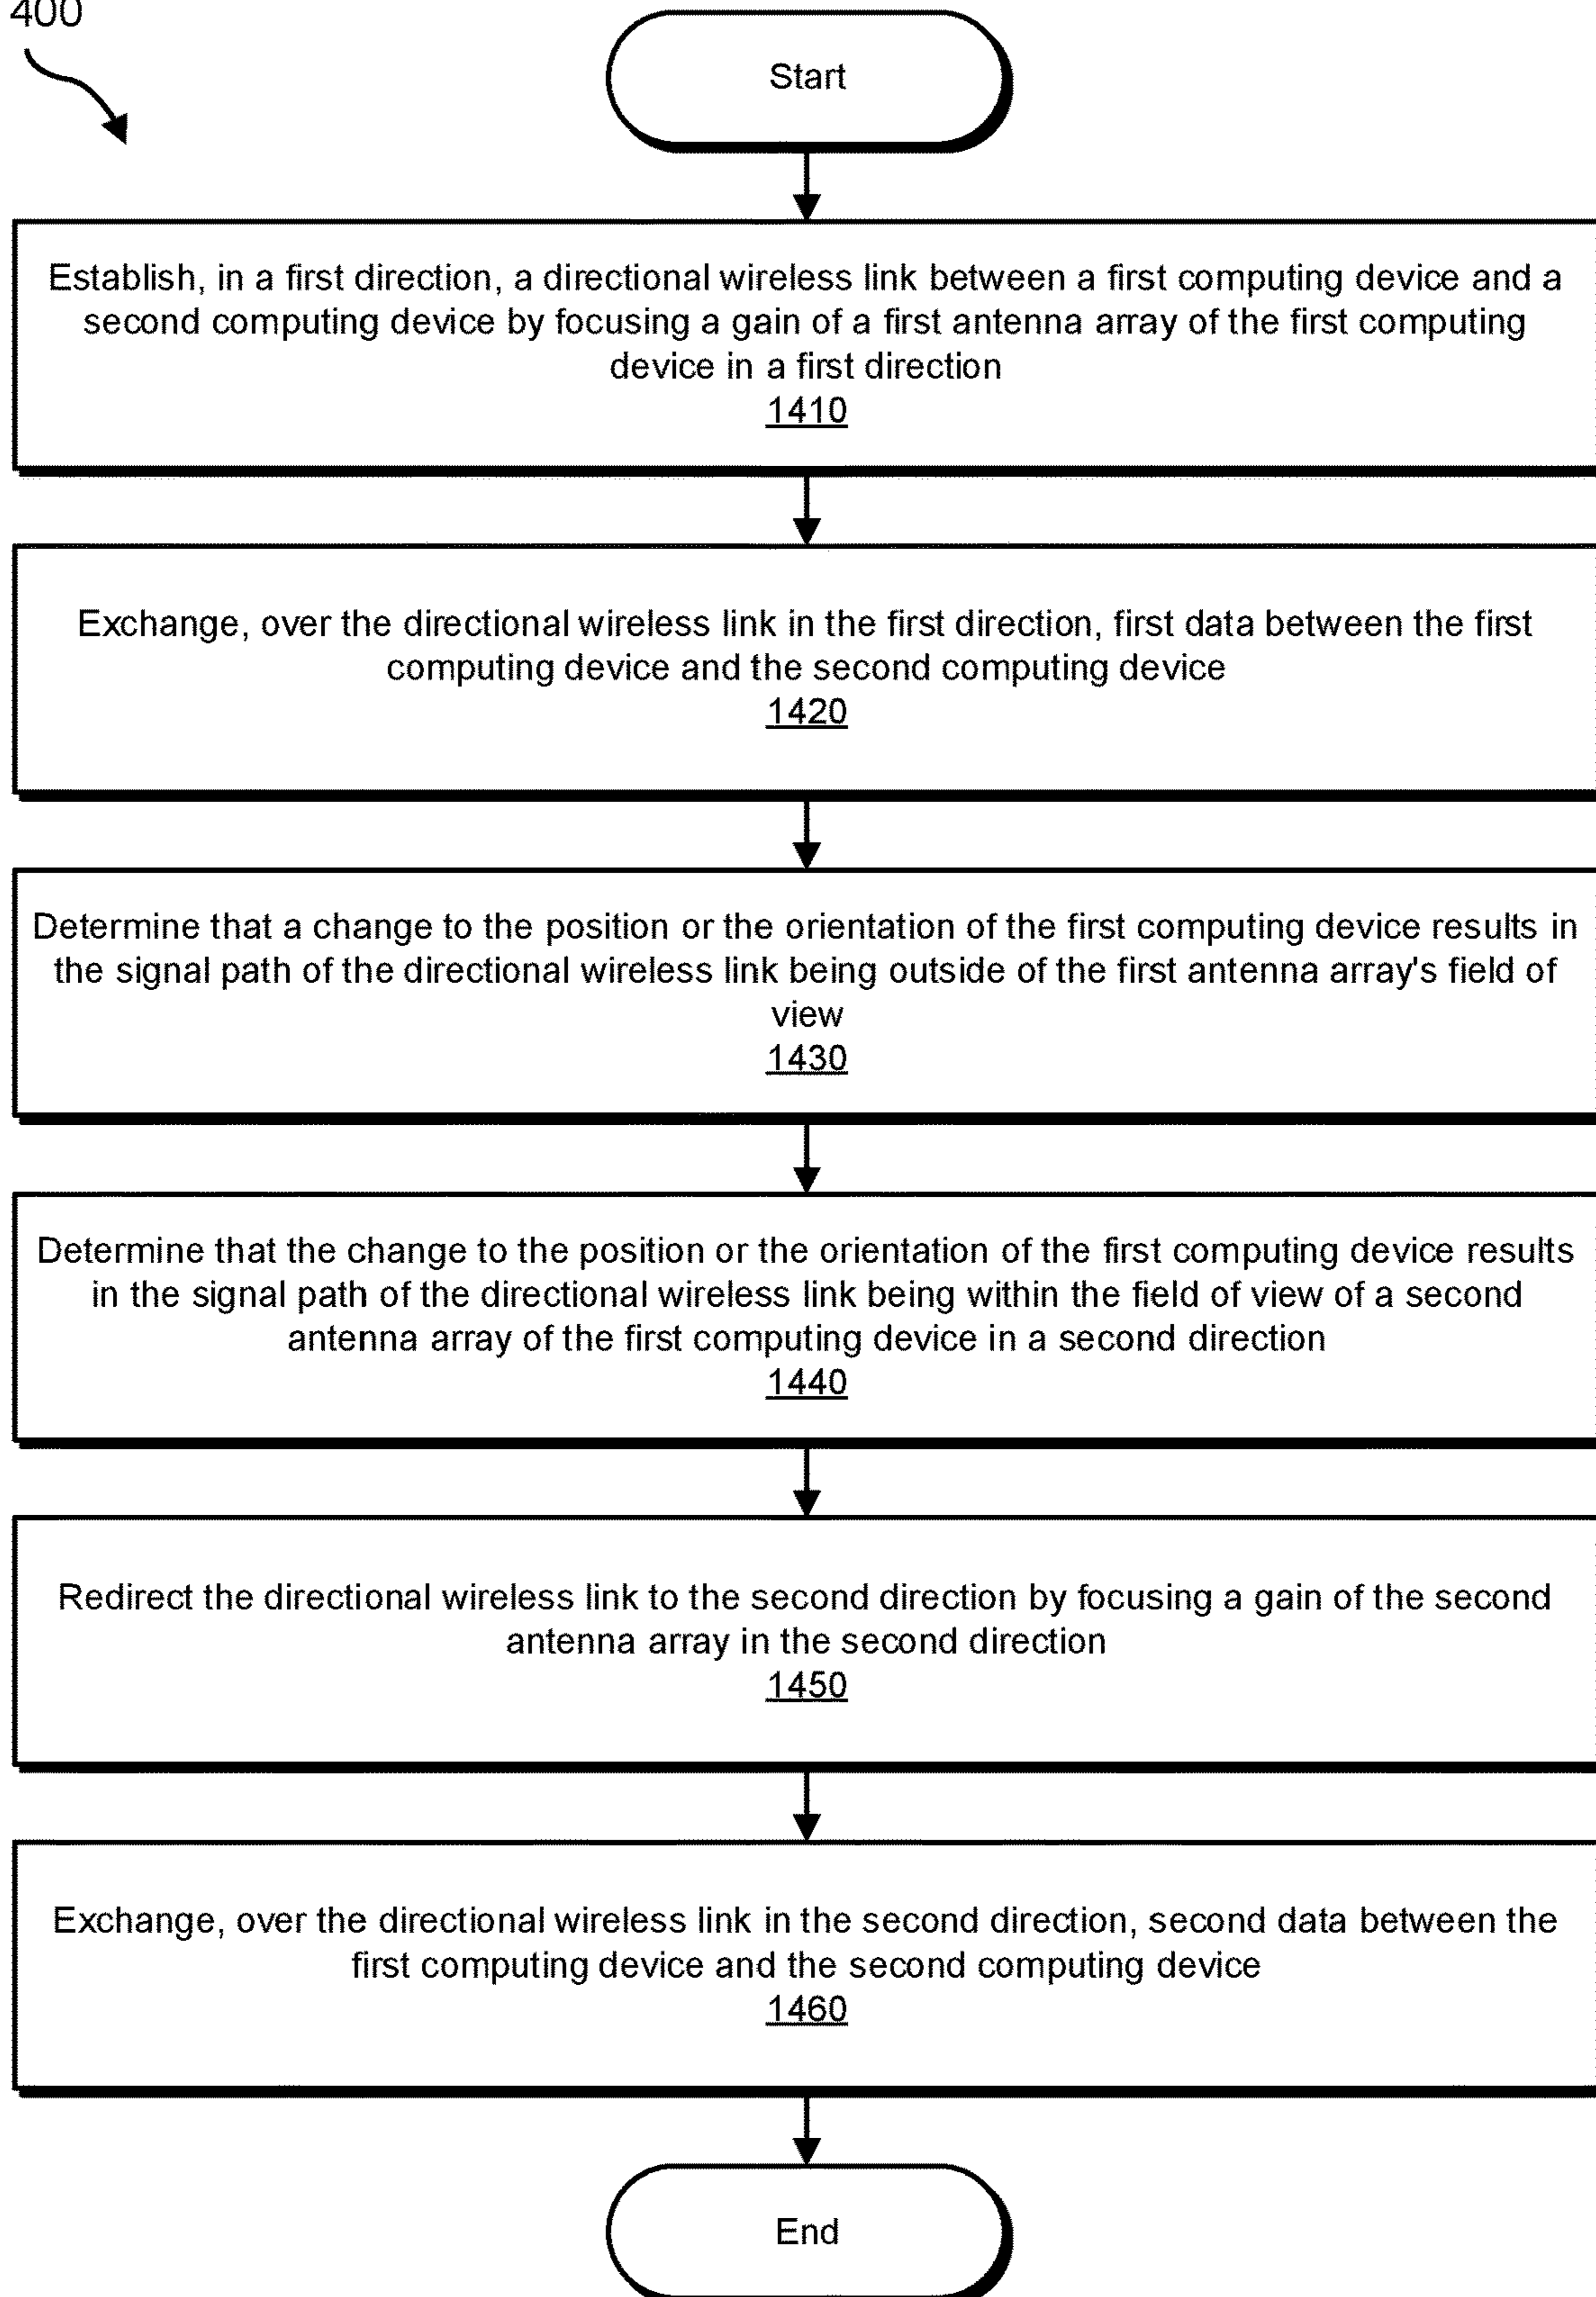 400
Start
Establish, in a first direction, a directional wireless link between a first computing device and a
second computing device by focusing a gain of a first antenna array of the first computing
device in a first direction
1410
Exchange, over the directional wireless link in the first direction, first data between the first
computing device and the second computing device
1420
Determine that a change to the position or the orientation of the first computing device results in
the signal path of the directional wireless link being outside of the first antenna array's field of
view
1430
Determine that the change to the position or the orientation of the first computing device results
in the signal path of the directional wireless link being within the field of view of a second
antenna array of the first computing device in a second direction
1440
Redirect the directional wireless link to the second direction by focusing a gain of the second
antenna array in the second direction
1450
Exchange, over the directional wireless link in the second direction, second data between the
first computing device and the second computing device
1460
End